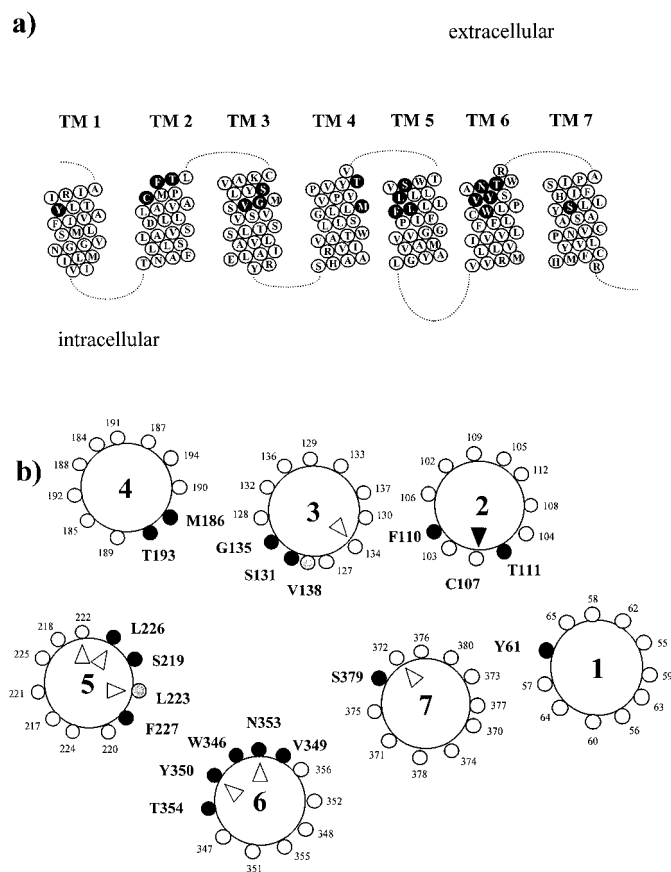 a)
extracellular
TM 1 TM 2 TM 3 TM 4 TM 5 TM 6 TM 7
I R I A
Y L T
F I V A
S M L
N G G V
I L M
V I
F T L
C M P
D L L
L A V S
L L S
T N A F
V A K C
L Y S
S V G M
V S V
S L T S
Y R
V
P V Y T
V P V
G L L M
L I S
V A T W
R V I
S H A A
V S W I
P L I F
V G G
L G Y A
R
A N T W
V Y
C W P
F F L
L L V
V V R M
S T P A
H I F
A S A
H M F C
R
intracellular
b)
191 187 194 190 M186 T193 189 185 192 188 184
4
129 133 137 130 134 127 V138 S131 G135 128 132 136
3
109 105 112 108 104 T111 C107 103 F110 106 102
2
222 L226 S219 L223 F227 220 224 217 221 225 218
5
N353 V349 356 352 348 355 351 347 T354 Y350 W346
6
376 380 373 377 370 374 378 371 375 S379 372
7
58 62 55 59 63 56 60 64 57 Y61 65
1